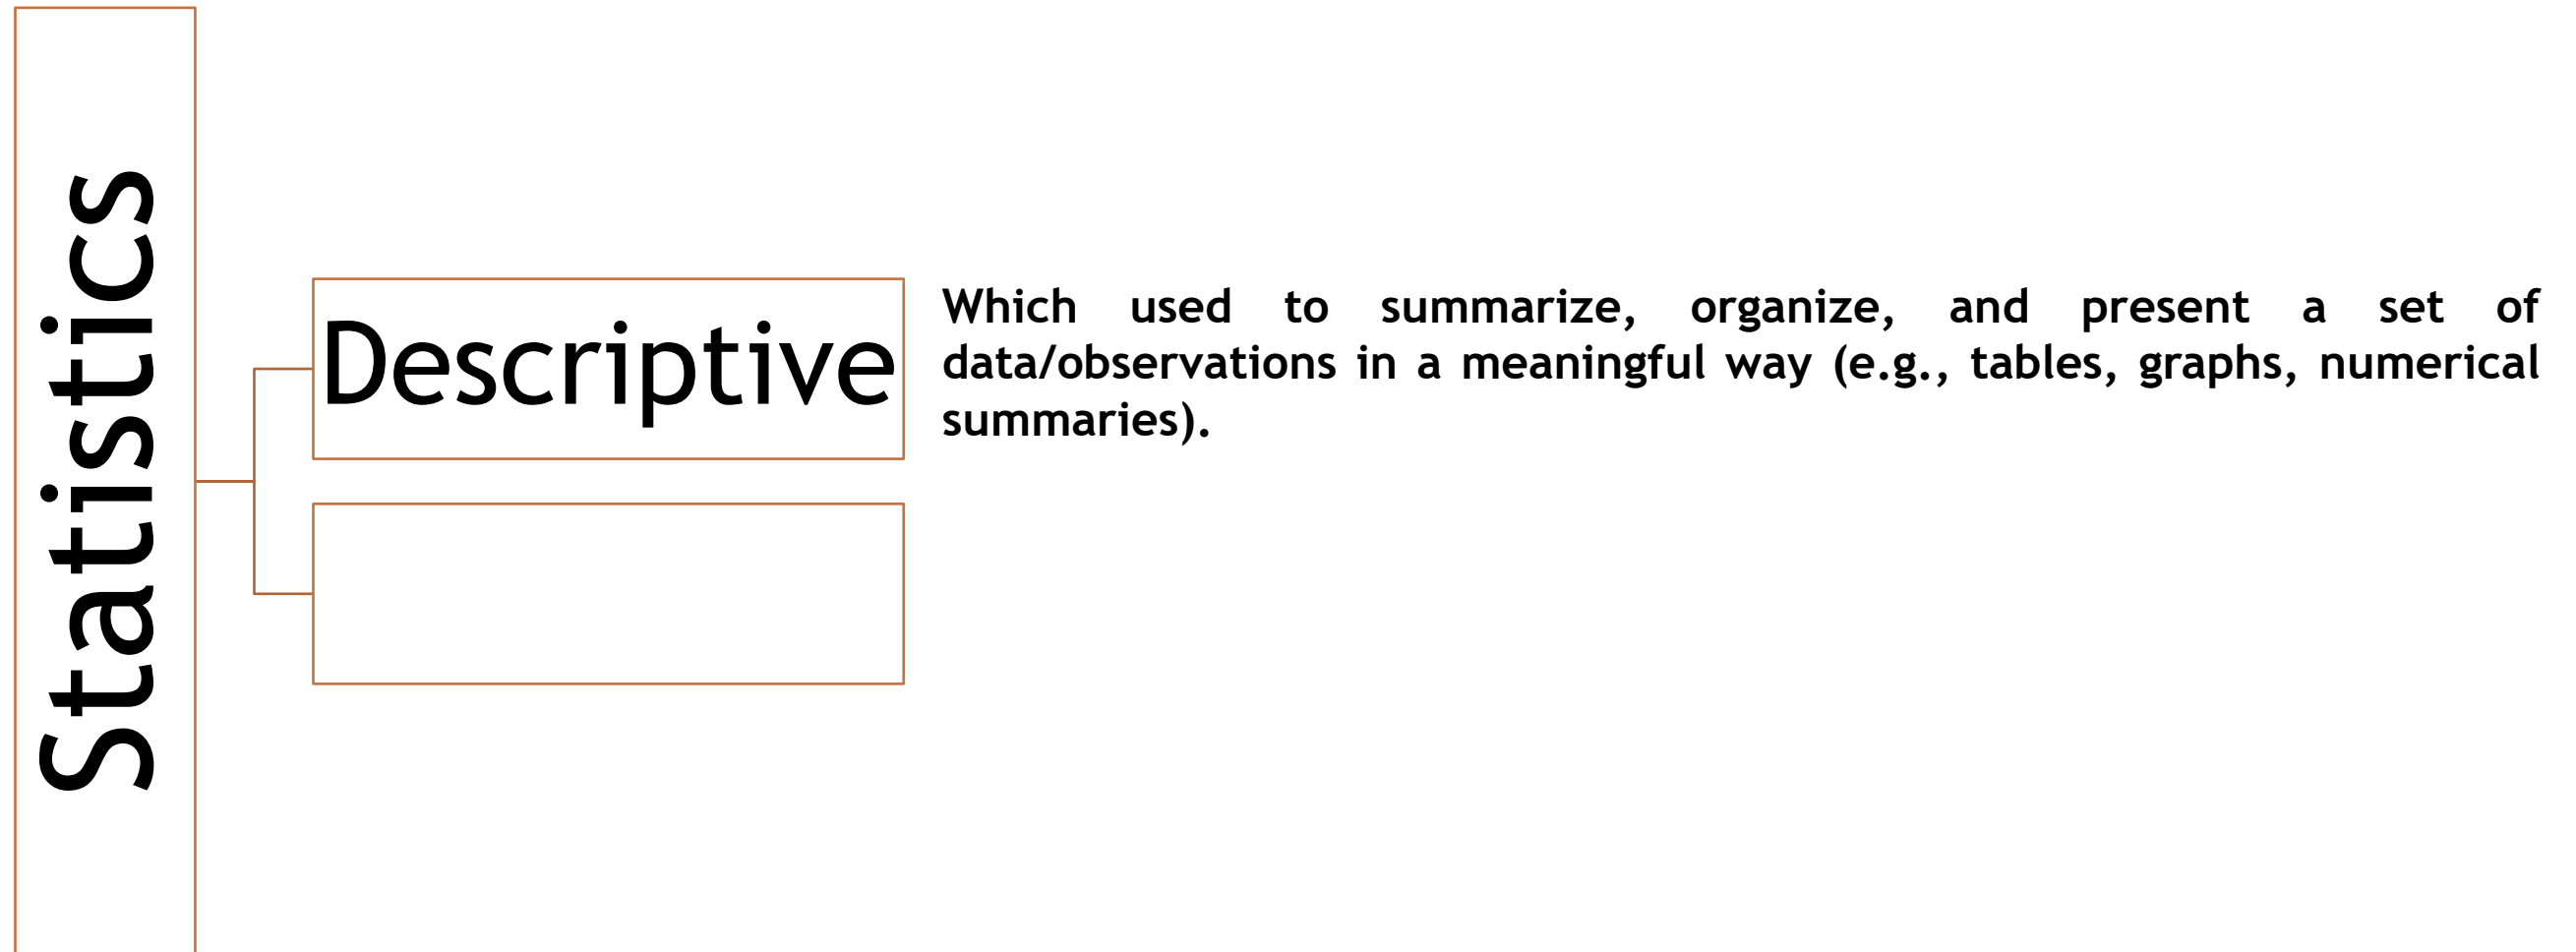 Statistics
Descriptive
Which used to summarize, organize, and present a set of
data/observations in a meaningful way (e.g., tables, graphs, numerical
summaries).